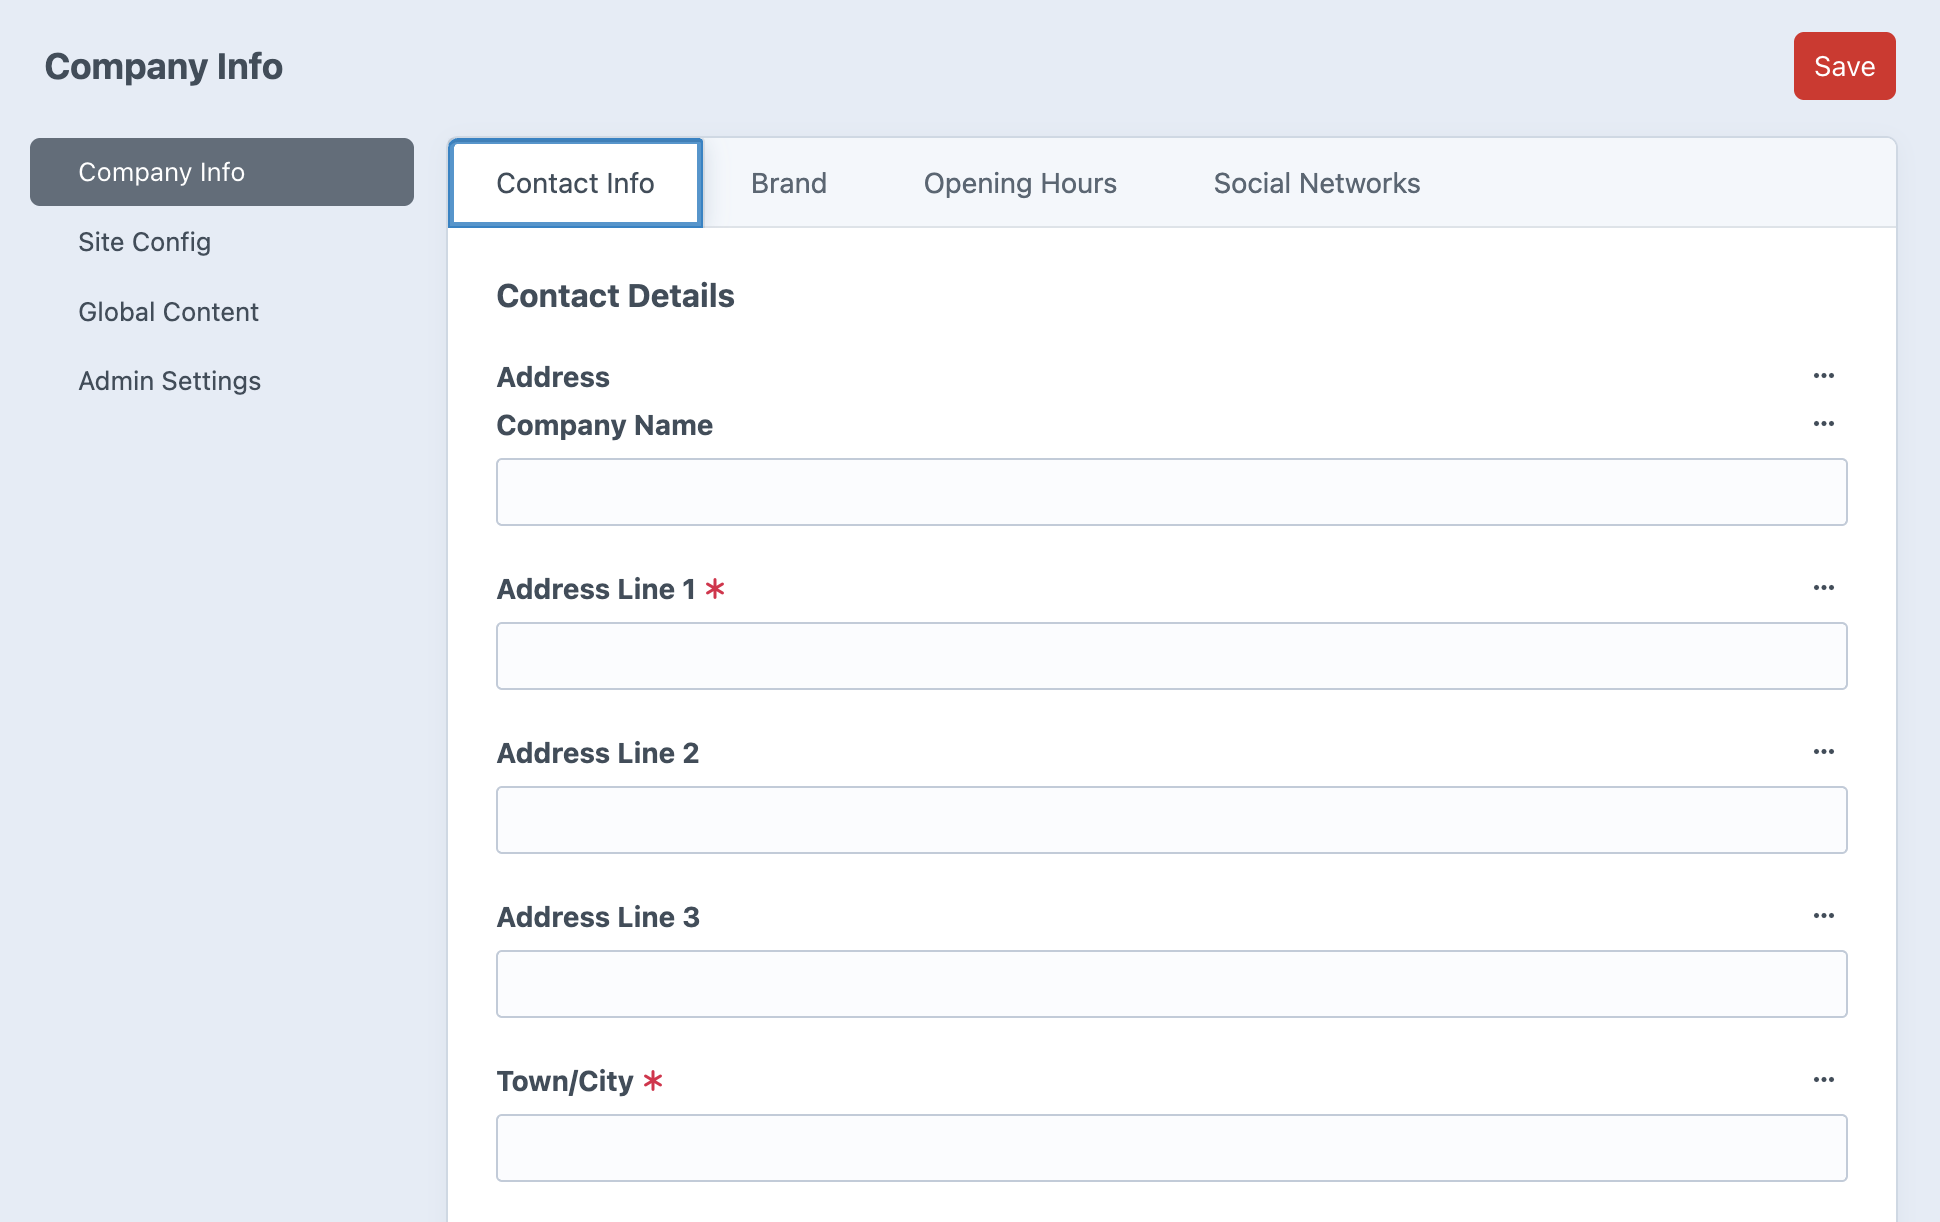 Company Info
Save
Company Info
Site Config
Global Content
Admin Settings
Contact Info
Brand
Opening Hours
Social Networks
Contact Details
Address
Company Name
Address Line 1 *
Address Line 2
Address Line 3
Town/City *